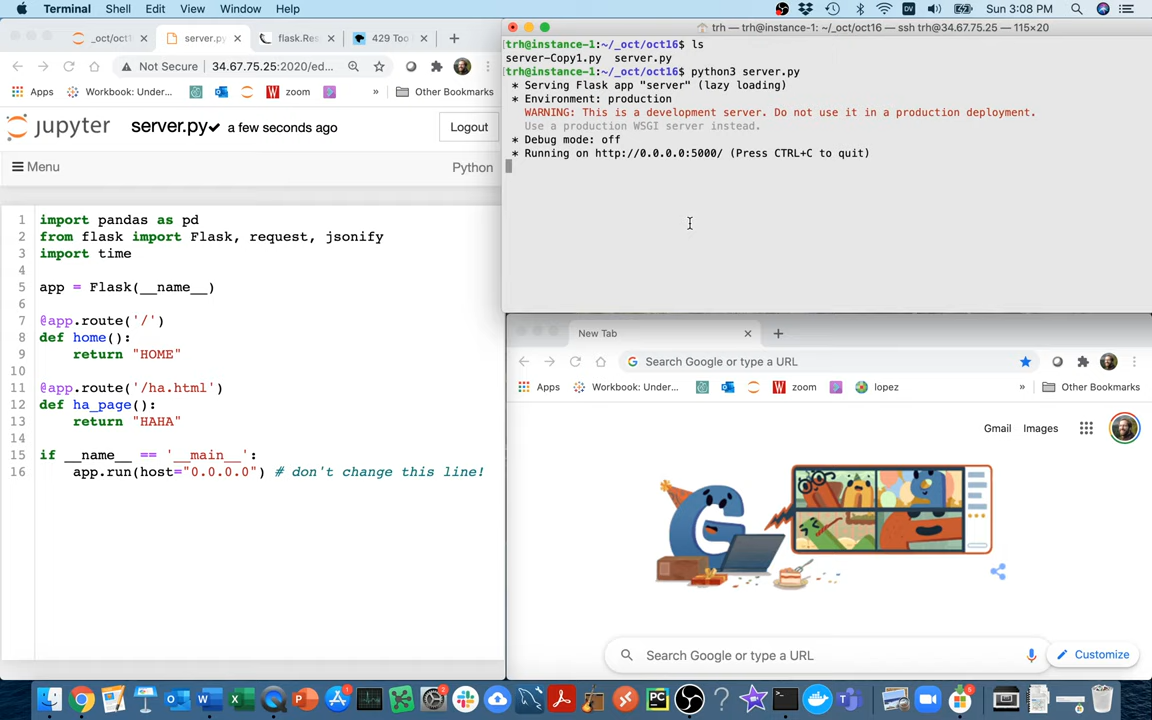 Terminal Shell Edit View Window Help
Sun 3:08 PM
_oct/oct1
server.py
flask.Res
429 Too
Not Secure 34.67.75.25:2020/ed...
Apps Workbook: Under... zoom » Other Bookmarks
jupyter server.py a few seconds ago Logout
Menu Python
1 import pandas as pd
2 from flask import Flask, request, jsonify
3 import time
4
5 app = Flask(__name__)
6
7 @app.route('/')
8 def home():
9 return "HOME"
10
11 @app.route('/ha.html')
12 def ha_page():
13 return "HAHA"
14
15 if __name__ == '__main__':
16 app.run(host="0.0.0.0") # don't change this line!
trh — trh@instance-1: ~/_oct/oct16 — ssh trh@34.67.75.25 — 115×20
[trh@instance-1:~/_oct/oct16$ ls
server-Copy1.py server.py
[trh@instance-1:~/_oct/oct16$ python3 server.py
* Serving Flask app "server" (lazy loading)
* Environment: production
WARNING: This is a development server. Do not use it in a production deployment.
Use a production WSGI server instead.
* Debug mode: off
* Running on http://0.0.0.0:5000/ (Press CTRL+C to quit)
New Tab
Search Google or type a URL
Apps Workbook: Under... zoom lopez » Other Bookmarks
Gmail Images
Search Google or type a URL
Customize